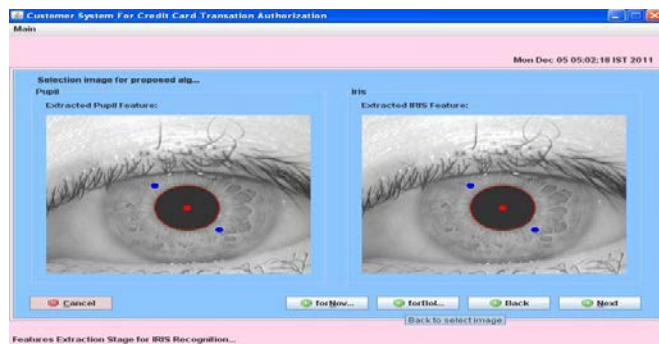 Customer System For Credit Card Transation Authorization
Main
Mon Dec 05 05:02:18 IST 2011
Selection image for proposed alg...
Pupil
Iris
Extracted Pupil Feature:
Extracted IRIS Feature:
Cancel
forNov...
forDol...
Back
Next
Back to select image
Features Extraction Stage for IRIS Recognition...